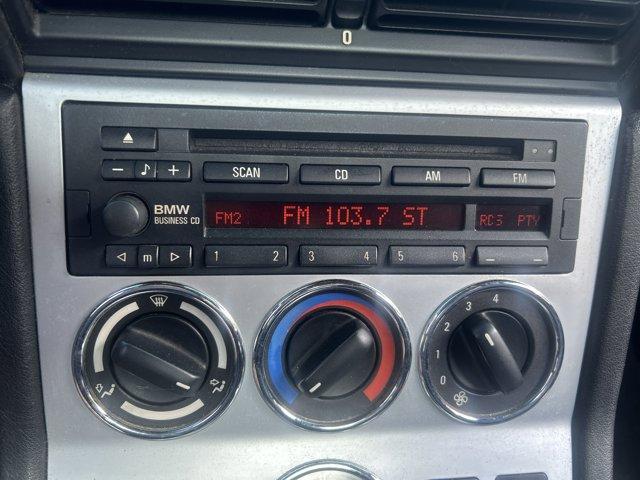 0
SCAN CD AM FM
BMW
BUSINESS CD
FM2 FM 103.7 ST PTY
m 1 2 3 4 5 6
0 1 2 3 4